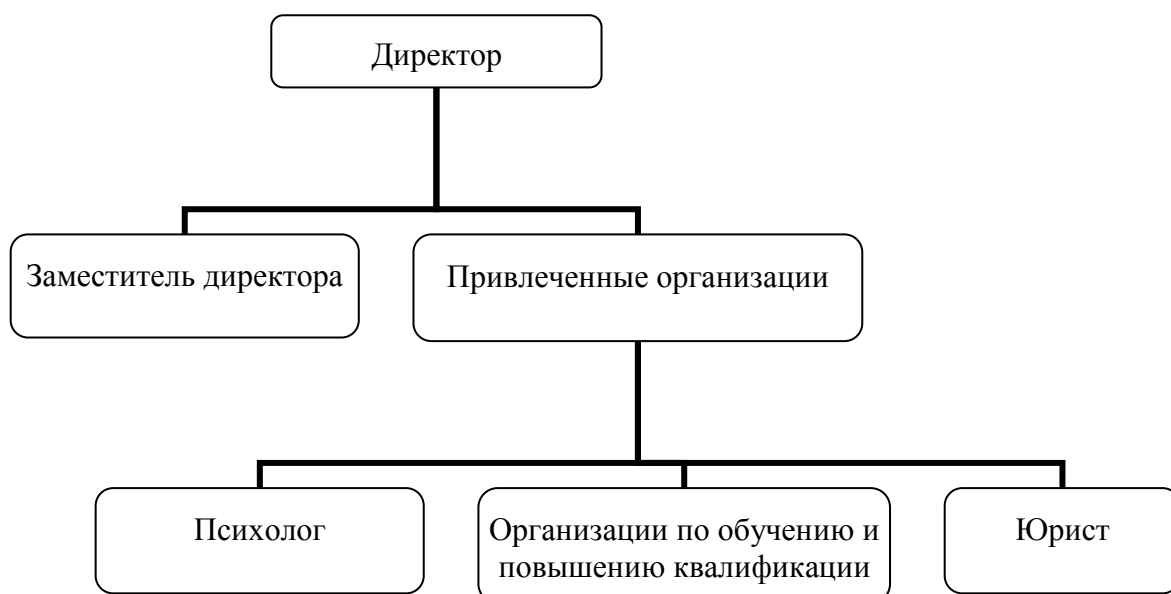 Директор
Заместитель директора
Привлеченные организации
Психолог
Организации по обучению и
повышению квалификации
Юрист